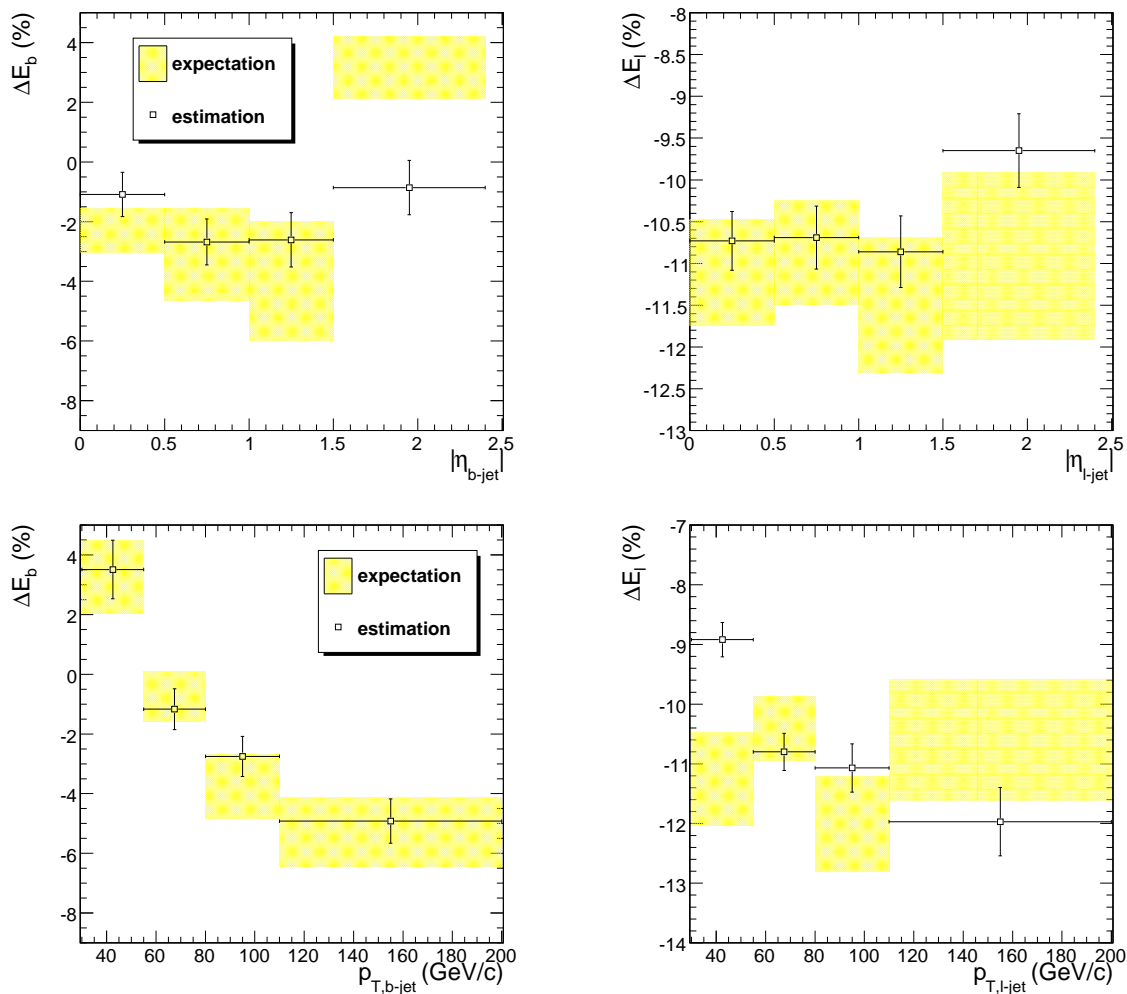 ΔE_b (%)
4
2
0
-2
-4
-6
-8
expectation
estimation
0 0.5 1 1.5 2 2.5
|η_b-jet|
ΔE_l (%)
-8
-8.5
-9
-9.5
-10
-10.5
-11
-11.5
-12
-12.5
-13
0 0.5 1 1.5 2 2.5
|η_l-jet|
ΔE_b (%)
4
2
0
-2
-4
-6
-8
expectation
estimation
40 60 80 100 120 140 160 180 200
p_T,b-jet (GeV/c)
ΔE_l (%)
-7
-8
-9
-10
-11
-12
-13
-14
40 60 80 100 120 140 160 180 200
p_T,l-jet (GeV/c)